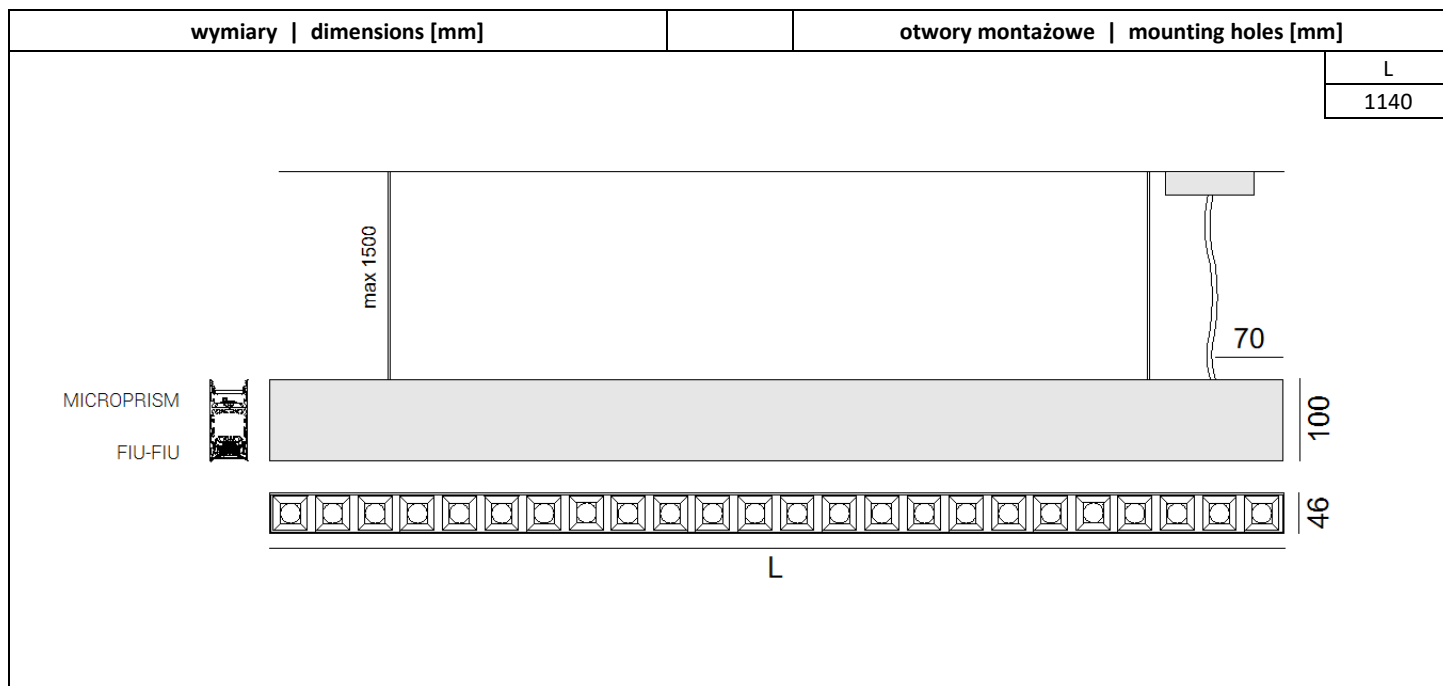 wymiary | dimensions [mm]
otwory montażowe | mounting holes [mm]
L
1140
max 1500
70
MICROPRISM
FIU-FIU
100
46
L